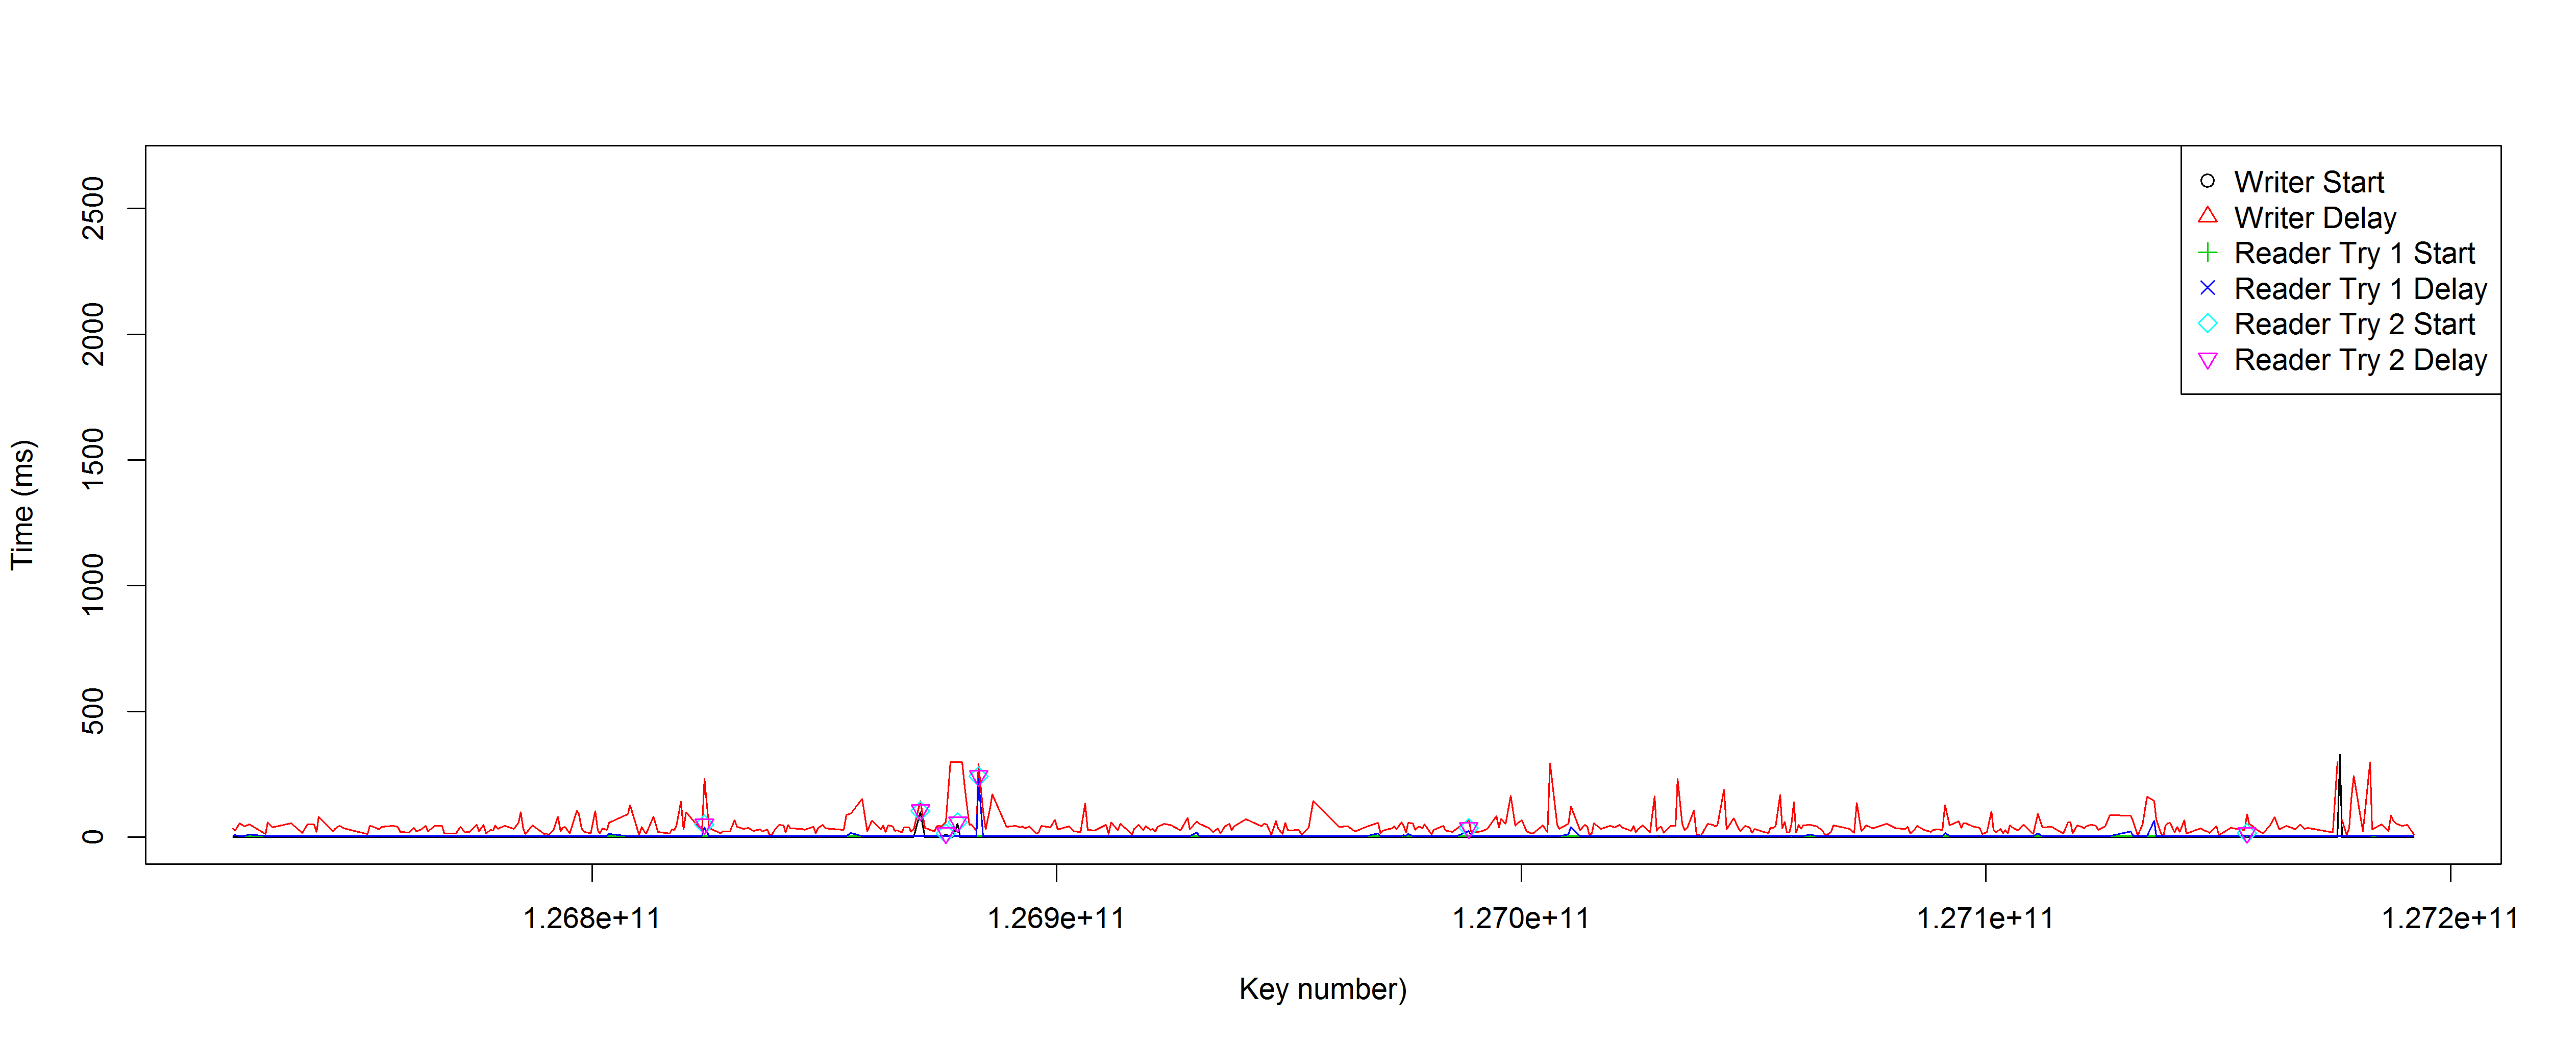 Writer Start
Writer Delay
Reader Try 1 Start
Reader Try 1 Delay
Reader Try 2 Start
Reader Try 2 Delay
2500
2000
1500
1000
500
0
Time (ms)
1.268e+11 1.269e+11 1.270e+11 1.271e+11 1.272e+11
Key number)